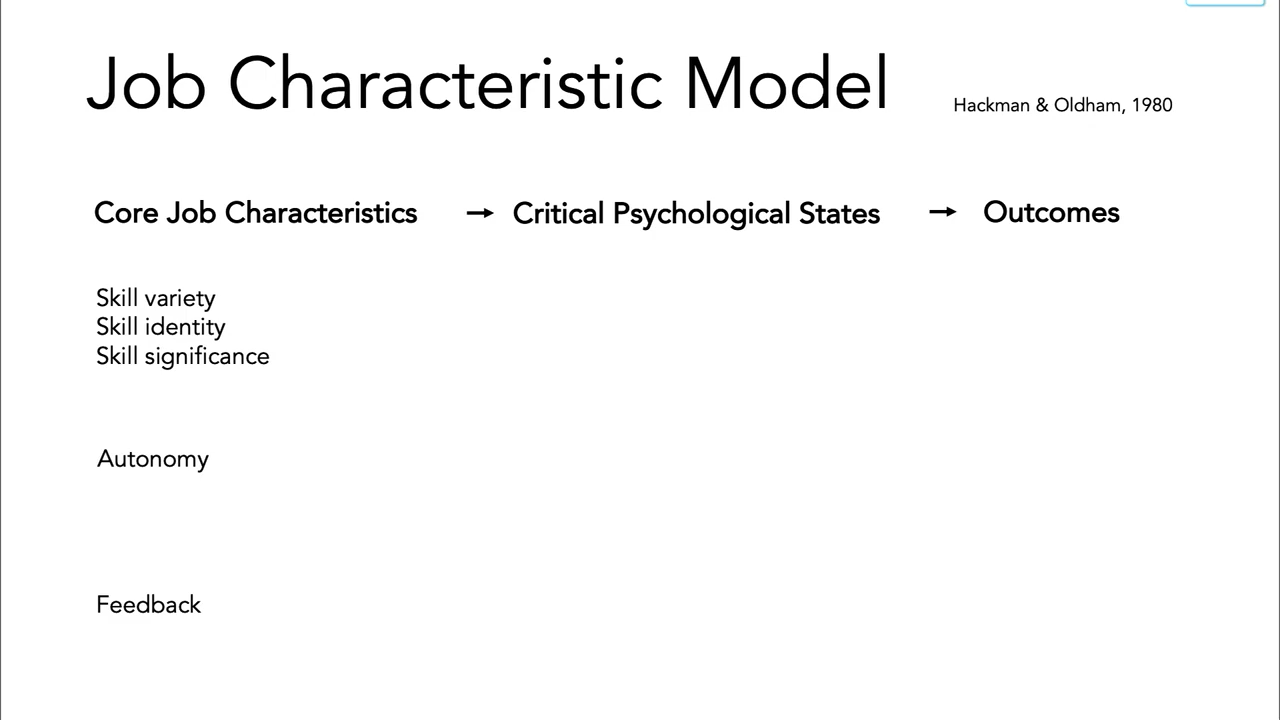 Job Characteristic Model
Hackman & Oldham, 1980
Core Job Characteristics → Critical Psychological States → Outcomes
Skill variety
Skill identity
Skill significance
Autonomy
Feedback